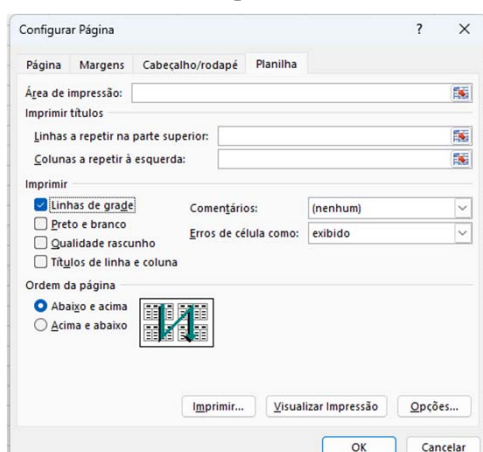 Configurar Página ? X
Página Margens Cabeçalho/rodapé Planilha
Área de impressão:
Imprimir títulos
Linhas a repetir na parte superior:
Colunas a repetir à esquerda:
Imprimir
Linhas de grade Comentários: (nenhum)
Preto e branco Erros de célula como: exibido
Qualidade rascunho
Títulos de linha e coluna
Ordem da página
Abaixo e acima
Acima e abaixo
Imprimir... Visualizar Impressão Opções...
OK Cancelar